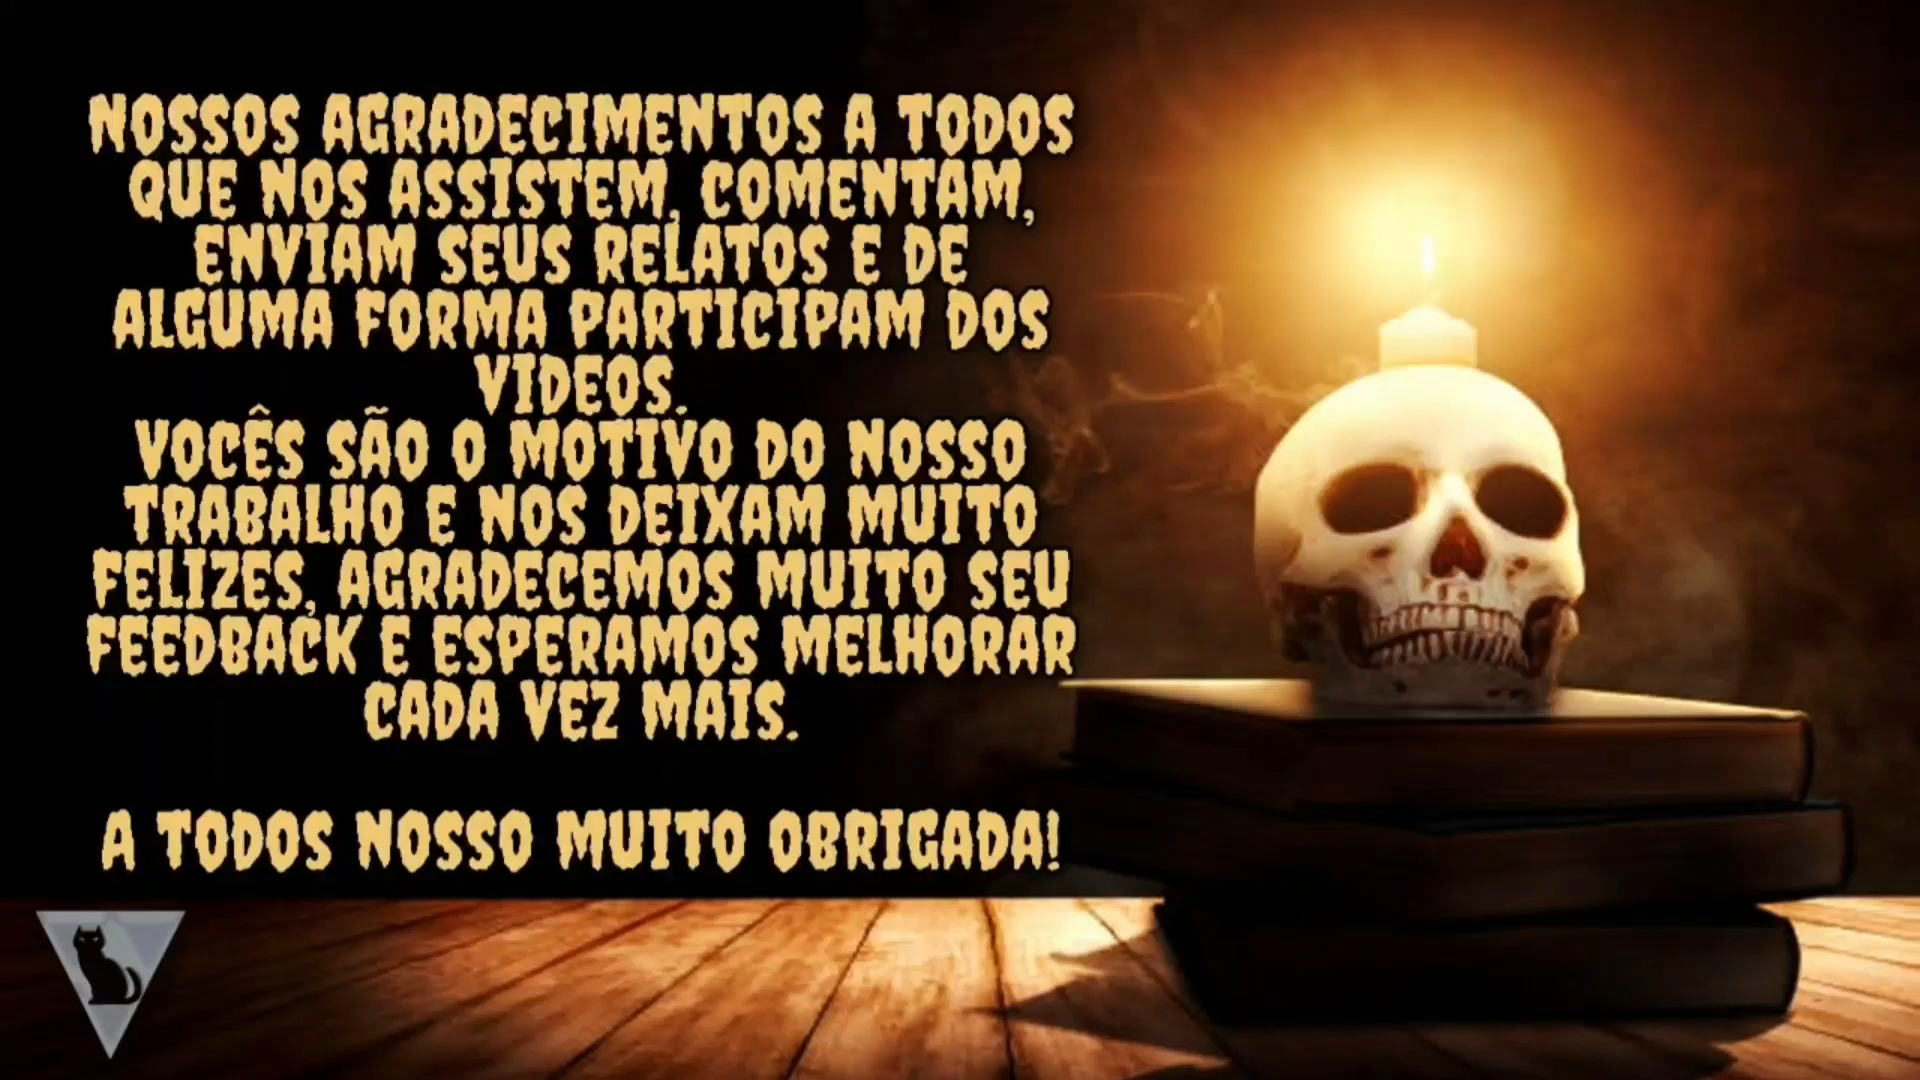 NOSSOS AGRADECIMENTOS A TODOS
QUE NOS ASSISTEM, COMENTAM,
ENVIAM SEUS RELATOS E DE
ALGUMA FORMA PARTICIPAM DOS
VIDEOS.
VOCÊS SÃO O MOTIVO DO NOSSO
TRABALHO E NOS DEIXAM MUITO
FELIZES, AGRADECEMOS MUITO SEU
FEEDBACK E ESPERAMOS MELHORAR
CADA VEZ MAIS.
A TODOS NOSSO MUITO OBRIGADA!